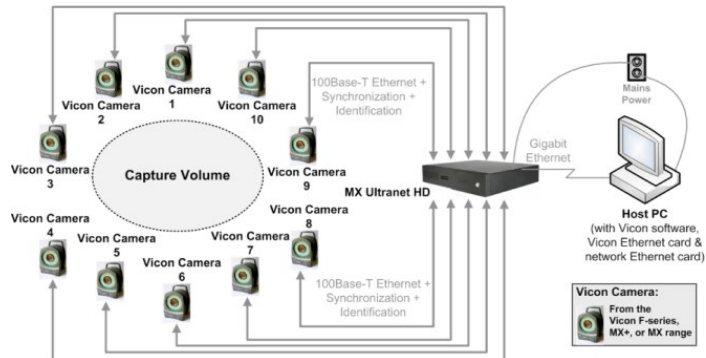 Vicon Camera
1
Vicon Camera
2
Vicon Camera
10
Vicon Camera
3
Vicon Camera
9
100Base-T Ethernet +
Synchronization +
Identification
Capture Volume
MX Ultranet HD
Gigabit
Ethernet
Mains
Power
Host PC
(with Vicon software,
Vicon Ethernet card &
network Ethernet card)
Vicon Camera
4
Vicon Camera
5
Vicon Camera
6
Vicon Camera
7
Vicon Camera
8
100Base-T Ethernet +
Synchronization +
Identification
Vicon Camera:
From the
Vicon F-series,
MX+, or MX range